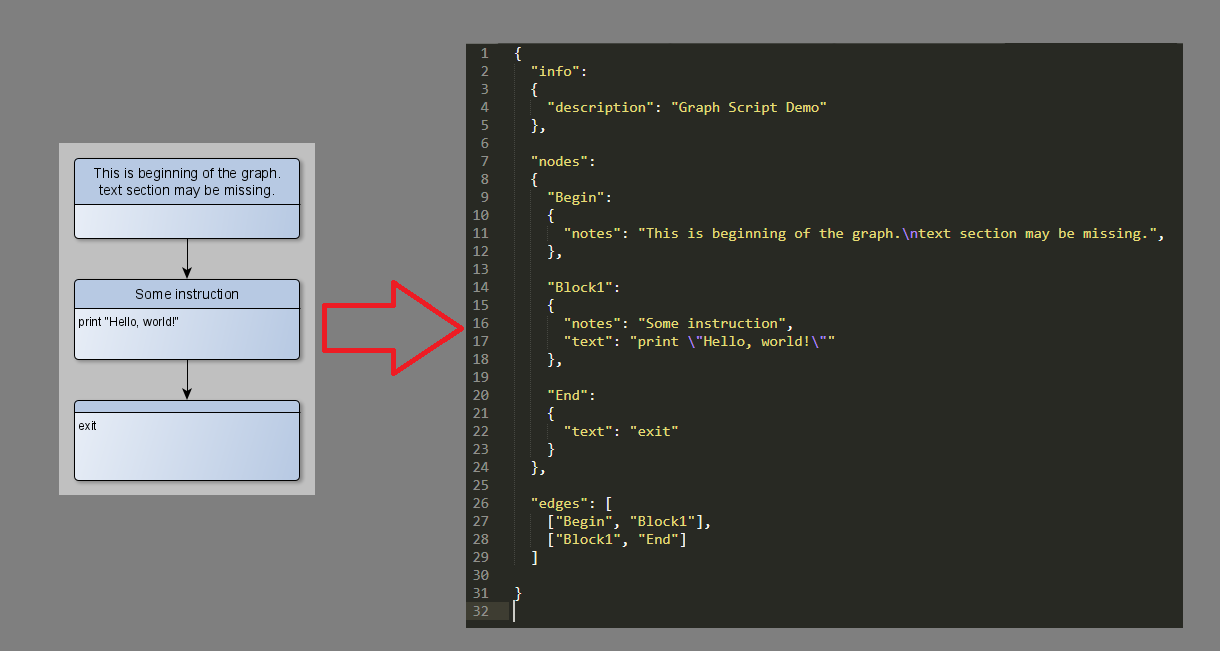 This is beginning of the graph.
text section may be missing.
Some instruction
print "Hello, world!"
exit
1 {
2 "info":
3 {
4 "description": "Graph Script Demo"
5 },
6
7 "nodes":
8 {
9 "Begin":
10 {
11 "notes": "This is beginning of the graph.\ntext section may be missing.",
12 },
13
14 "Block1":
15 {
16 "notes": "Some instruction",
17 "text": "print \"Hello, world!\""
18 },
19
20 "End":
21 {
22 "text": "exit"
23 }
24 },
25
26 "edges": [
27 ["Begin", "Block1"],
28 ["Block1", "End"]
29 ]
30
31 }
32